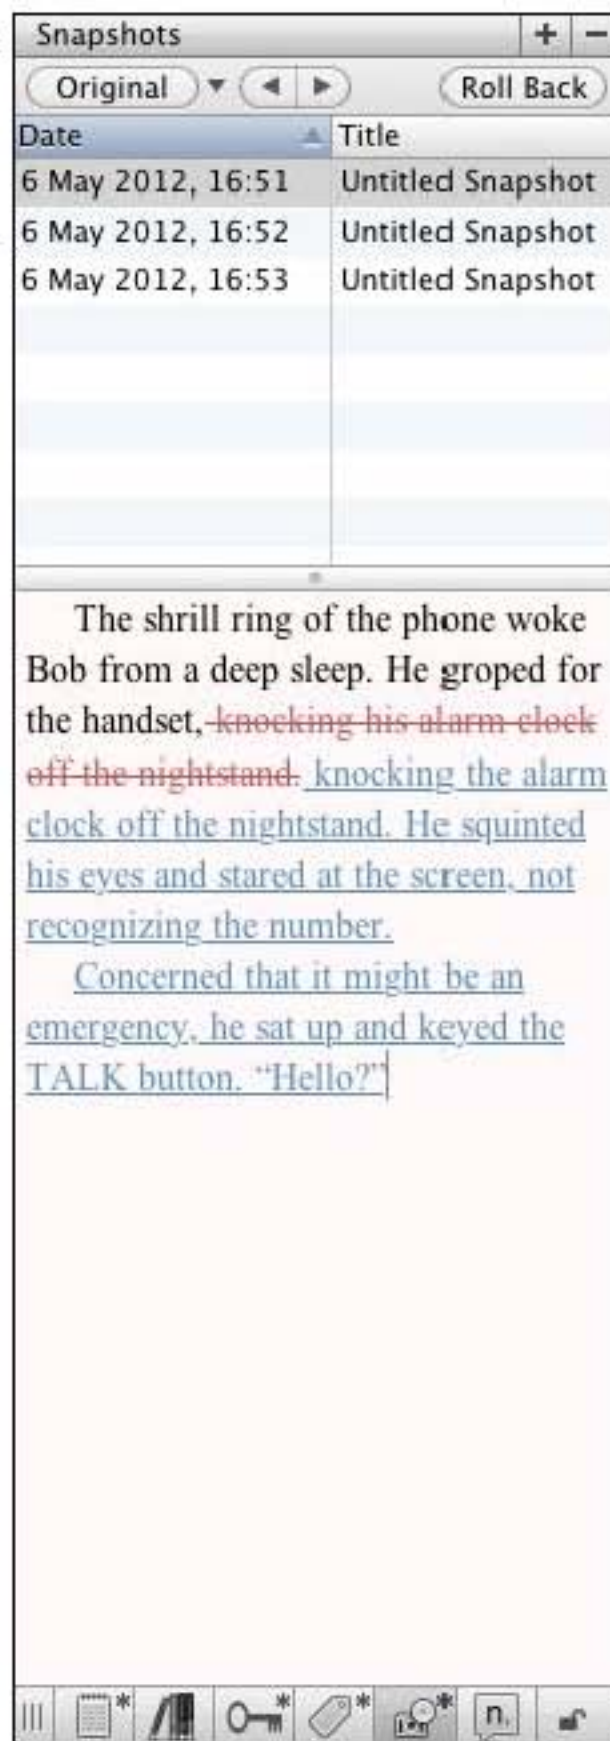 Snapshots + −
Original Roll Back
Date Title
6 May 2012, 16:51 Untitled Snapshot
6 May 2012, 16:52 Untitled Snapshot
6 May 2012, 16:53 Untitled Snapshot
The shrill ring of the phone woke
Bob from a deep sleep. He groped for
the handset, knocking his alarm clock
off the nightstand. knocking the alarm
clock off the nightstand. He squinted
his eyes and stared at the screen, not
recognizing the number.
Concerned that it might be an
emergency, he sat up and keyed the
TALK button. “Hello?”
* * * * n.